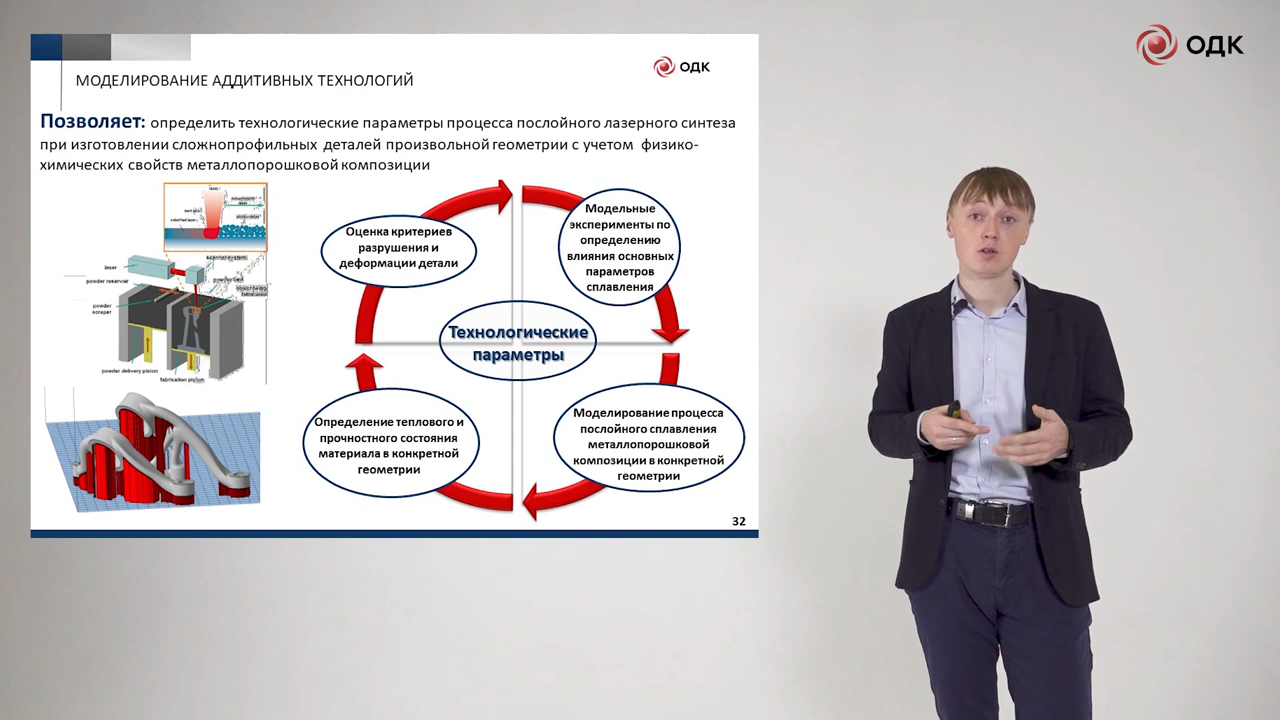 ОДК
ОДК
МОДЕЛИРОВАНИЕ АДДИТИВНЫХ ТЕХНОЛОГИЙ
Позволяет: определить технологические параметры процесса послойного лазерного синтеза
при изготовлении сложнопрофильных деталей произвольной геометрии с учетом физико-
химических свойств металлопорошковой композиции
laser
powder reservoir
powder
scraper
powder delivery piston
fabrication piston
Оценка критериев
разрушения и
деформации детали
Модельные
эксперименты по
определению
влияния основных
параметров
сплавления
Технологические
параметры
Определение теплового и
прочностного состояния
материала в конкретной
геометрии
Моделирование процесса
послойного сплавления
металлопорошковой
композиции в конкретной
геометрии
32